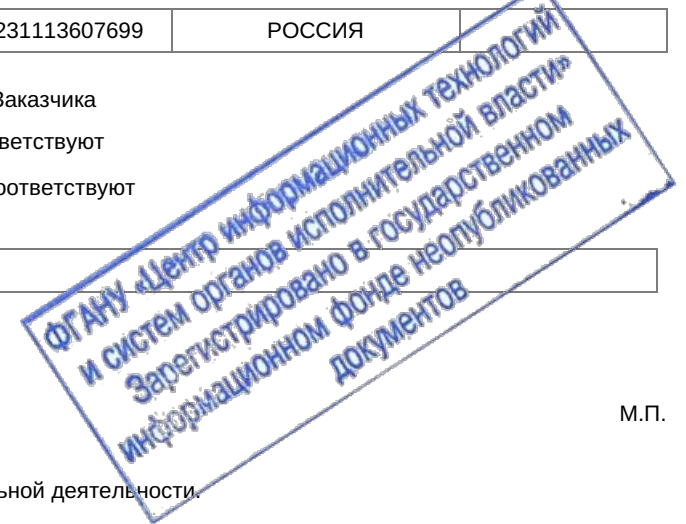 231113607699 РОССИЯ
Заказчика
ветствуют
оответствуют
ФГАНУ «Центр информационных технологий
и систем органов исполнительной власти»
Зарегистрировано в государственном
информационном фонде неопубликованных
документов
М.П.
ьной деятельности.